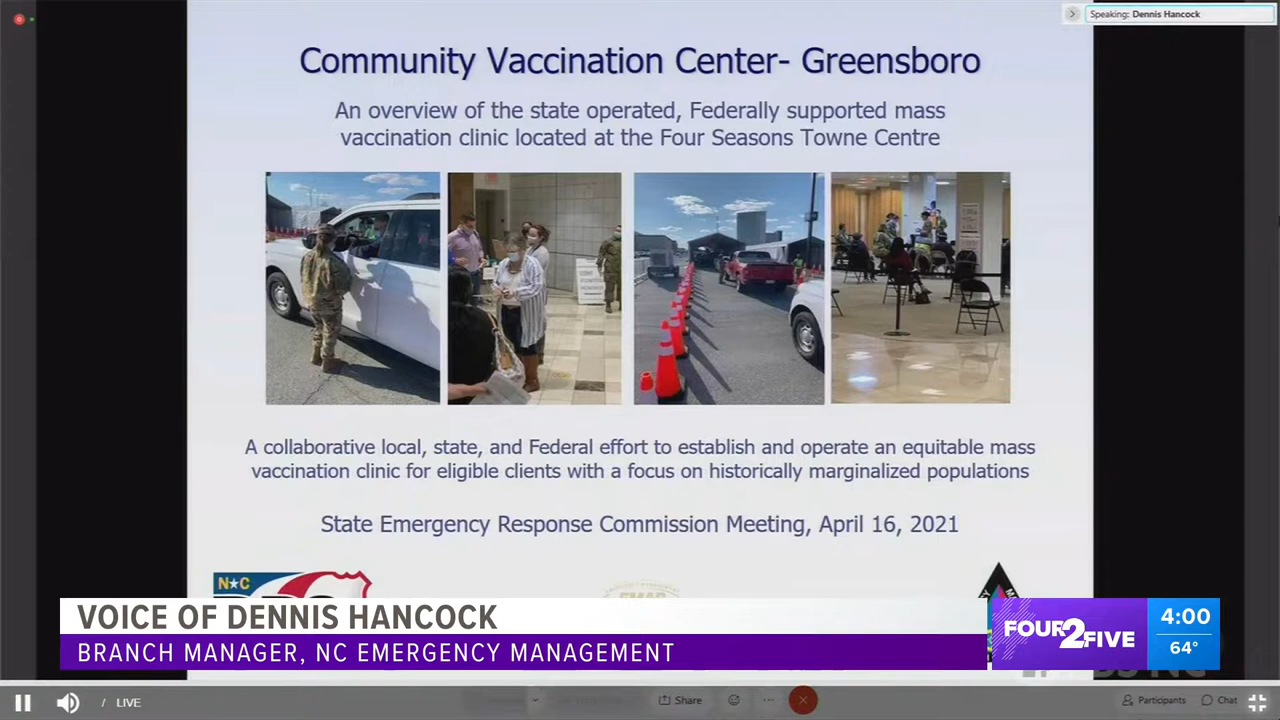 Speaking: Dennis Hancock
Community Vaccination Center- Greensboro
An overview of the state operated, Federally supported mass
vaccination clinic located at the Four Seasons Towne Centre
A collaborative local, state, and Federal effort to establish and operate an equitable mass
vaccination clinic for eligible clients with a focus on historically marginalized populations
State Emergency Response Commission Meeting, April 16, 2021
N★C
VOICE OF DENNIS HANCOCK
BRANCH MANAGER, NC EMERGENCY MANAGEMENT
FOUR2FIVE
4:00
64°
/ LIVE
Share
Participants
Chat